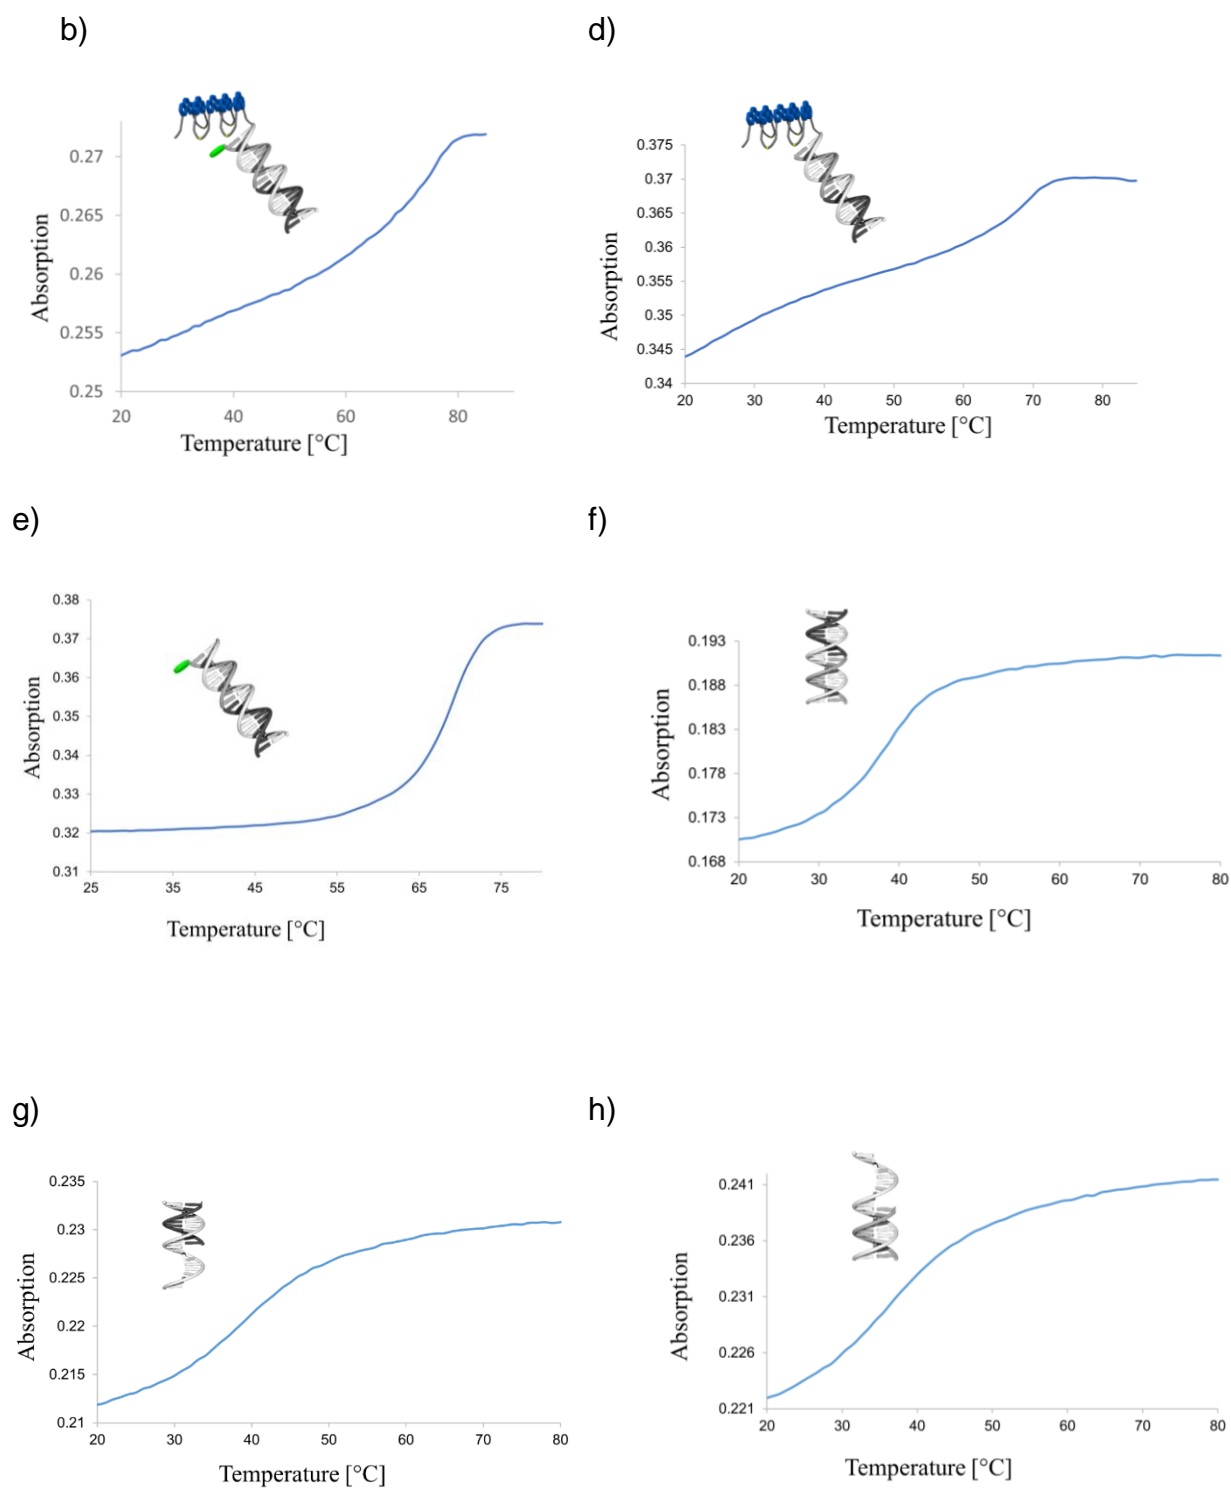 b)
0.27
0.265
0.26
0.255
0.25
Absorption
20 40 60 80
Temperature [°C]
d)
0.375
0.37
0.365
0.36
0.355
0.35
0.345
0.34
Absorption
20 30 40 50 60 70 80
Temperature [°C]
e)
0.38
0.37
0.36
0.35
0.34
0.33
0.32
0.31
Absorption
25 35 45 55 65 75
Temperature [°C]
f)
0.193
0.188
0.183
0.178
0.173
0.168
Absorption
20 30 40 50 60 70 80
Temperature [°C]
g)
0.235
0.23
0.225
0.22
0.215
0.21
Absorption
20 30 40 50 60 70 80
Temperature [°C]
h)
0.241
0.236
0.231
0.226
0.221
Absorption
20 30 40 50 60 70 80
Temperature [°C]